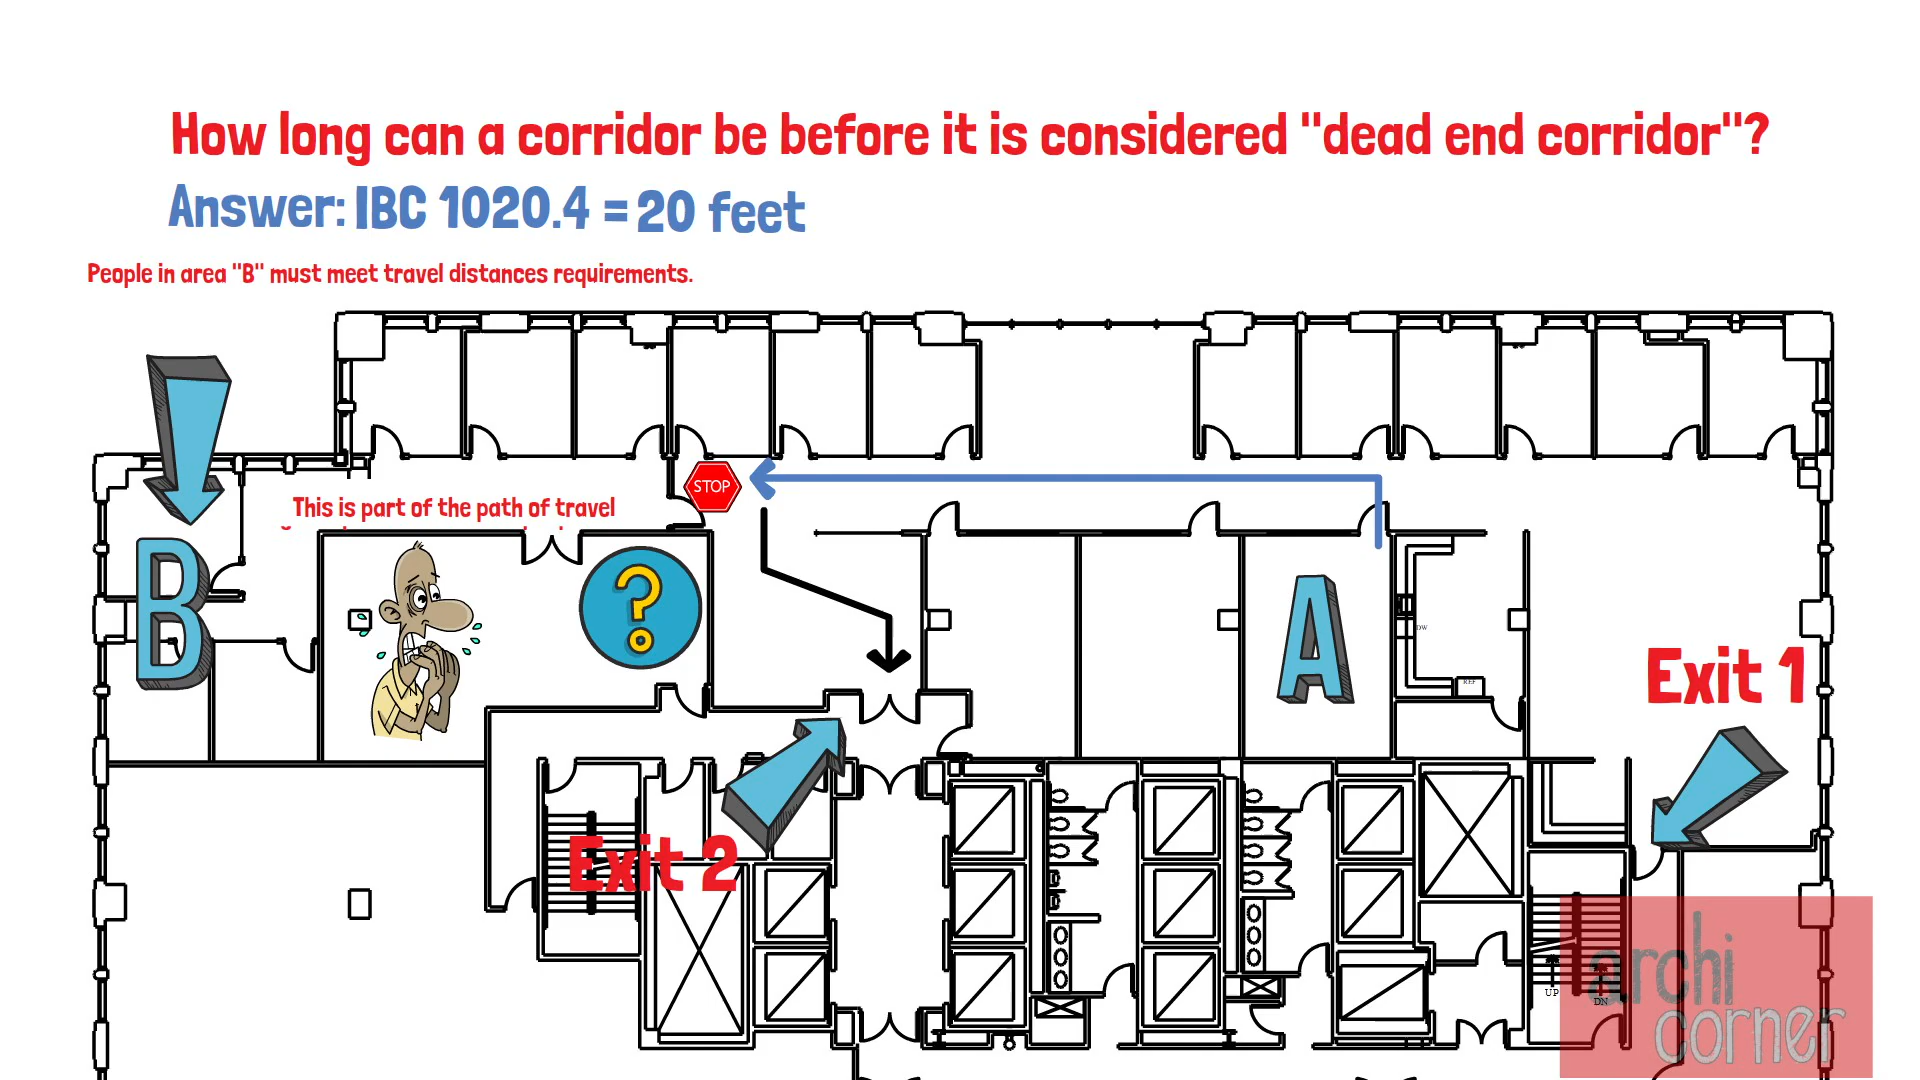 How long can a corridor be before it is considered "dead end corridor"?
Answer: IBC 1020.4 = 20 feet
People in area "B" must meet travel distances requirements.
This is part of the path of travel
STOP
B
?
A
DW
REF
Exit 1
Exit 2
UP
DN
archi
corner